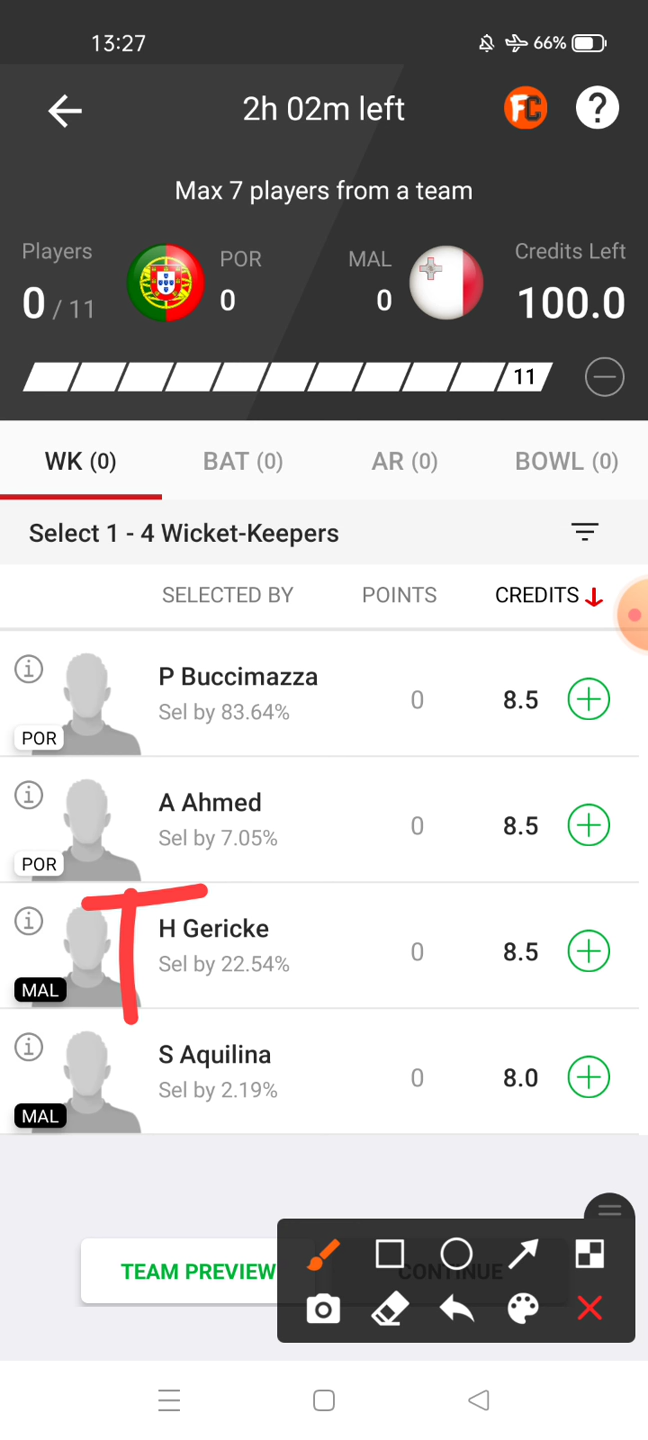 13:27
66%
2h 02m left
FC
?
Max 7 players from a team
Players
POR
MAL
Credits Left
0 / 11
0
0
100.0
11
WK (0)
BAT (0)
AR (0)
BOWL (0)
Select 1 - 4 Wicket-Keepers
SELECTED BY
POINTS
CREDITS
P Buccimazza
Sel by 83.64%
0
8.5
POR
A Ahmed
Sel by 7.05%
0
8.5
POR
T
H Gericke
Sel by 22.54%
0
8.5
MAL
S Aquilina
Sel by 2.19%
0
8.0
MAL
TEAM PREVIEW
CONTINUE